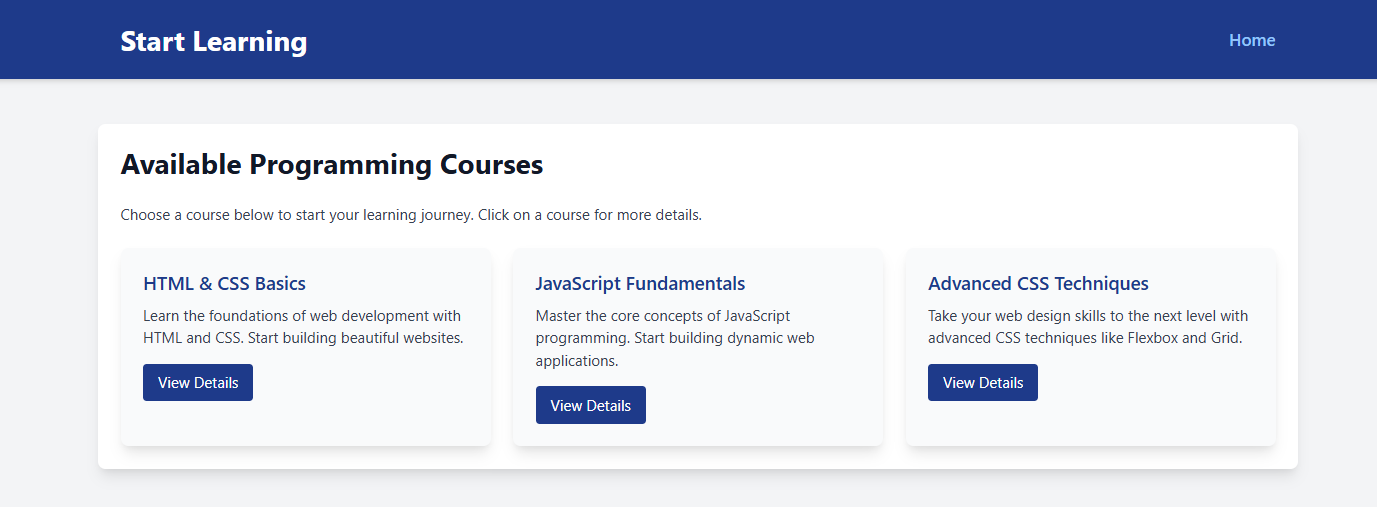 Start Learning
Home
Available Programming Courses
Choose a course below to start your learning journey. Click on a course for more details.
HTML & CSS Basics
Learn the foundations of web development with
HTML and CSS. Start building beautiful websites.
View Details
JavaScript Fundamentals
Master the core concepts of JavaScript
programming. Start building dynamic web
applications.
View Details
Advanced CSS Techniques
Take your web design skills to the next level with
advanced CSS techniques like Flexbox and Grid.
View Details